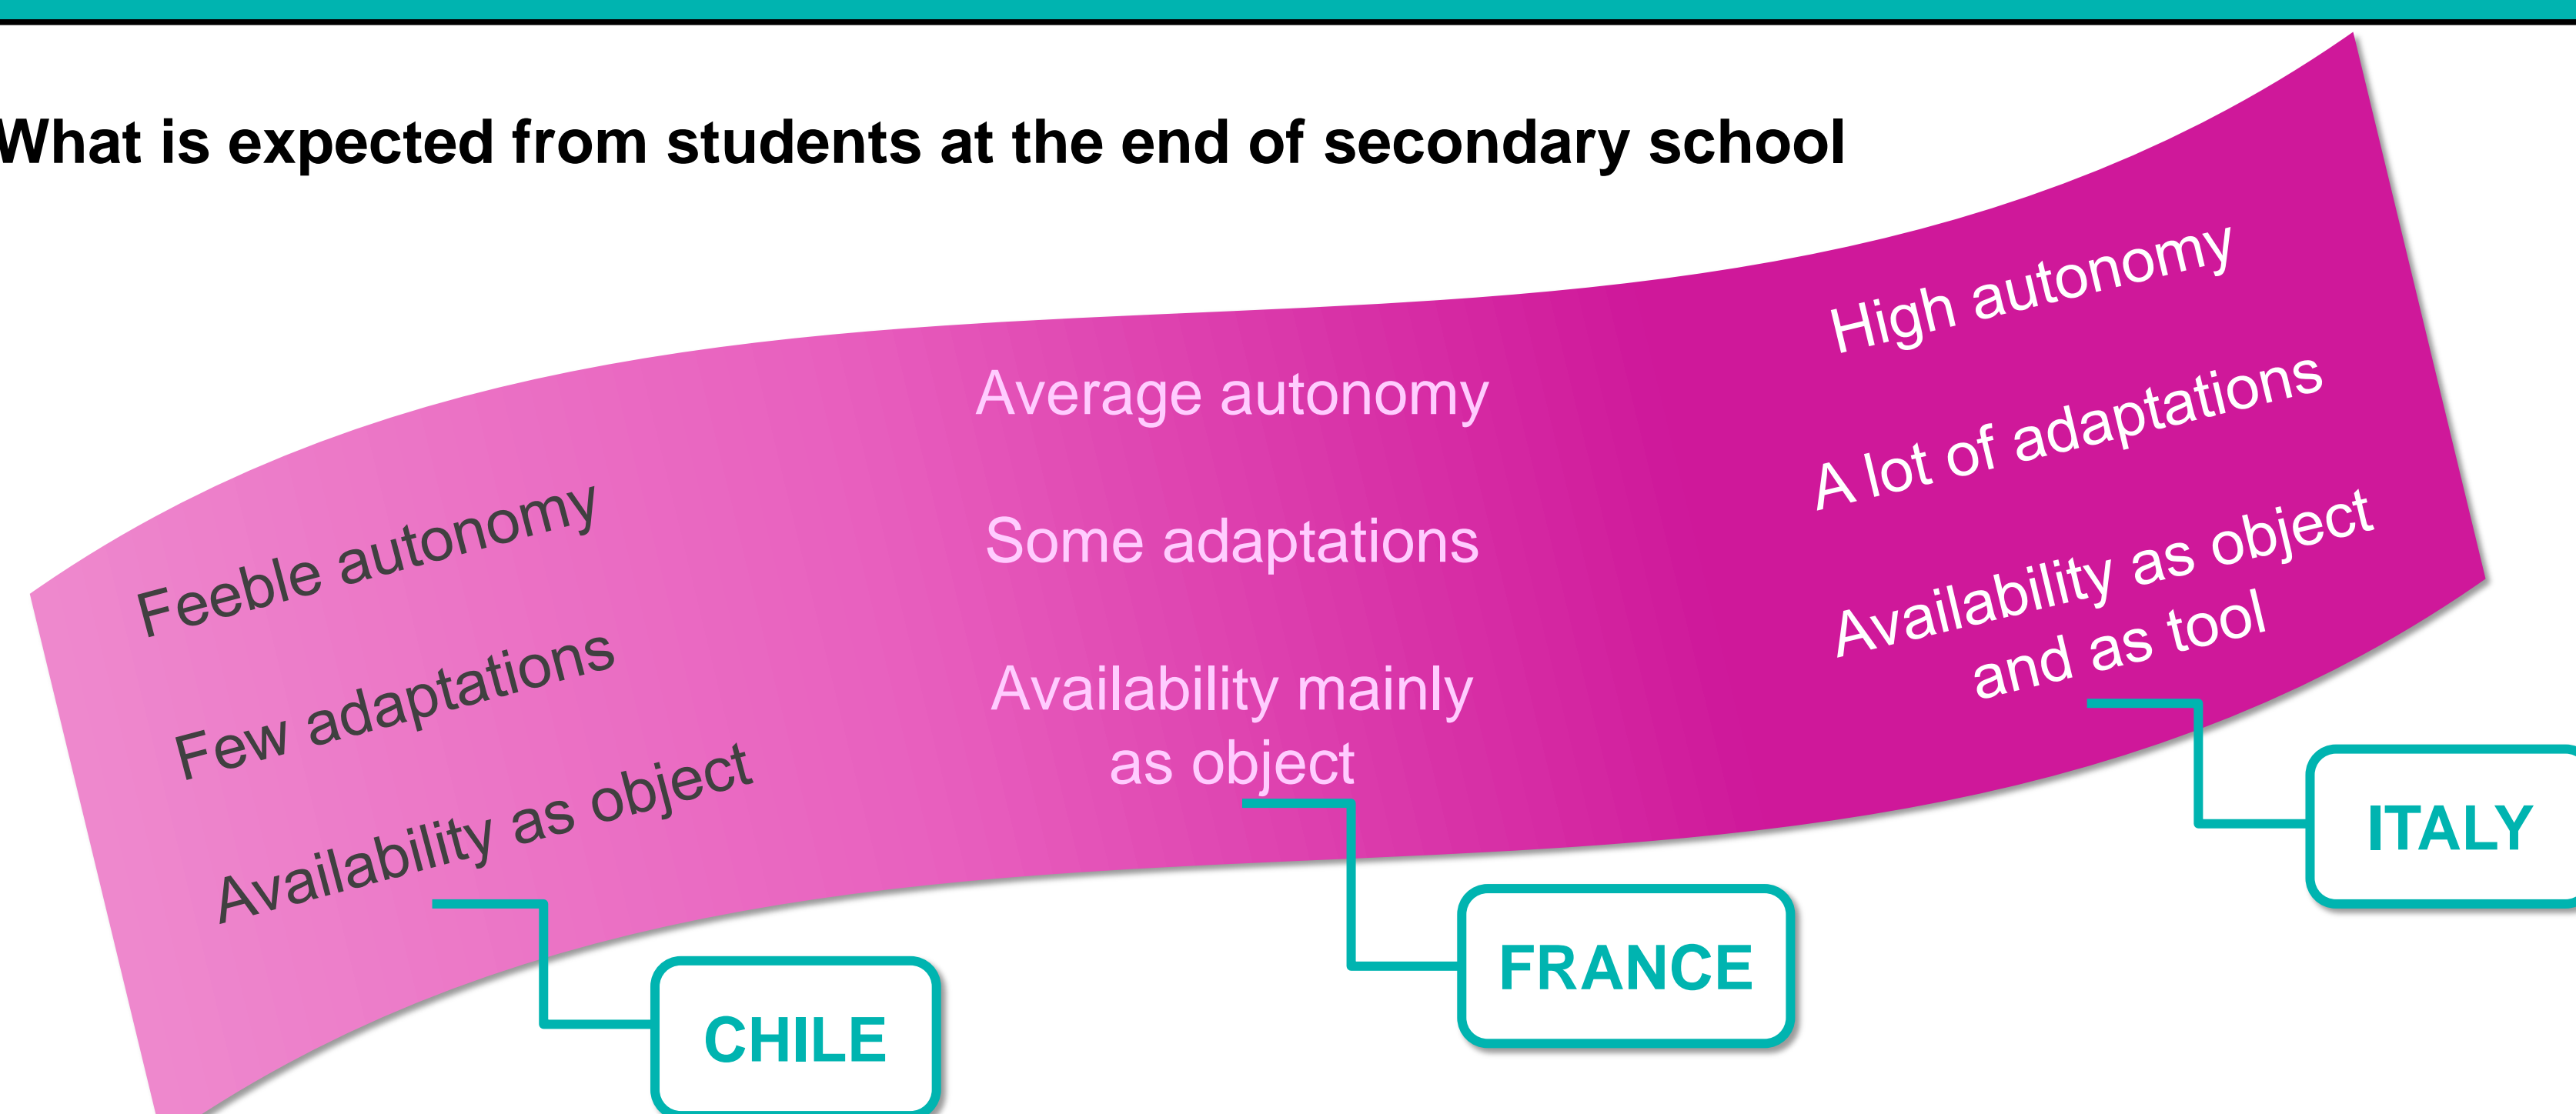 What is expected from students at the end of secondary school
Feeble autonomy
Few adaptations
Availability as object
CHILE
Average autonomy
Some adaptations
Availability mainly
as object
FRANCE
High autonomy
A lot of adaptations
Availability as object
and as tool
ITALY